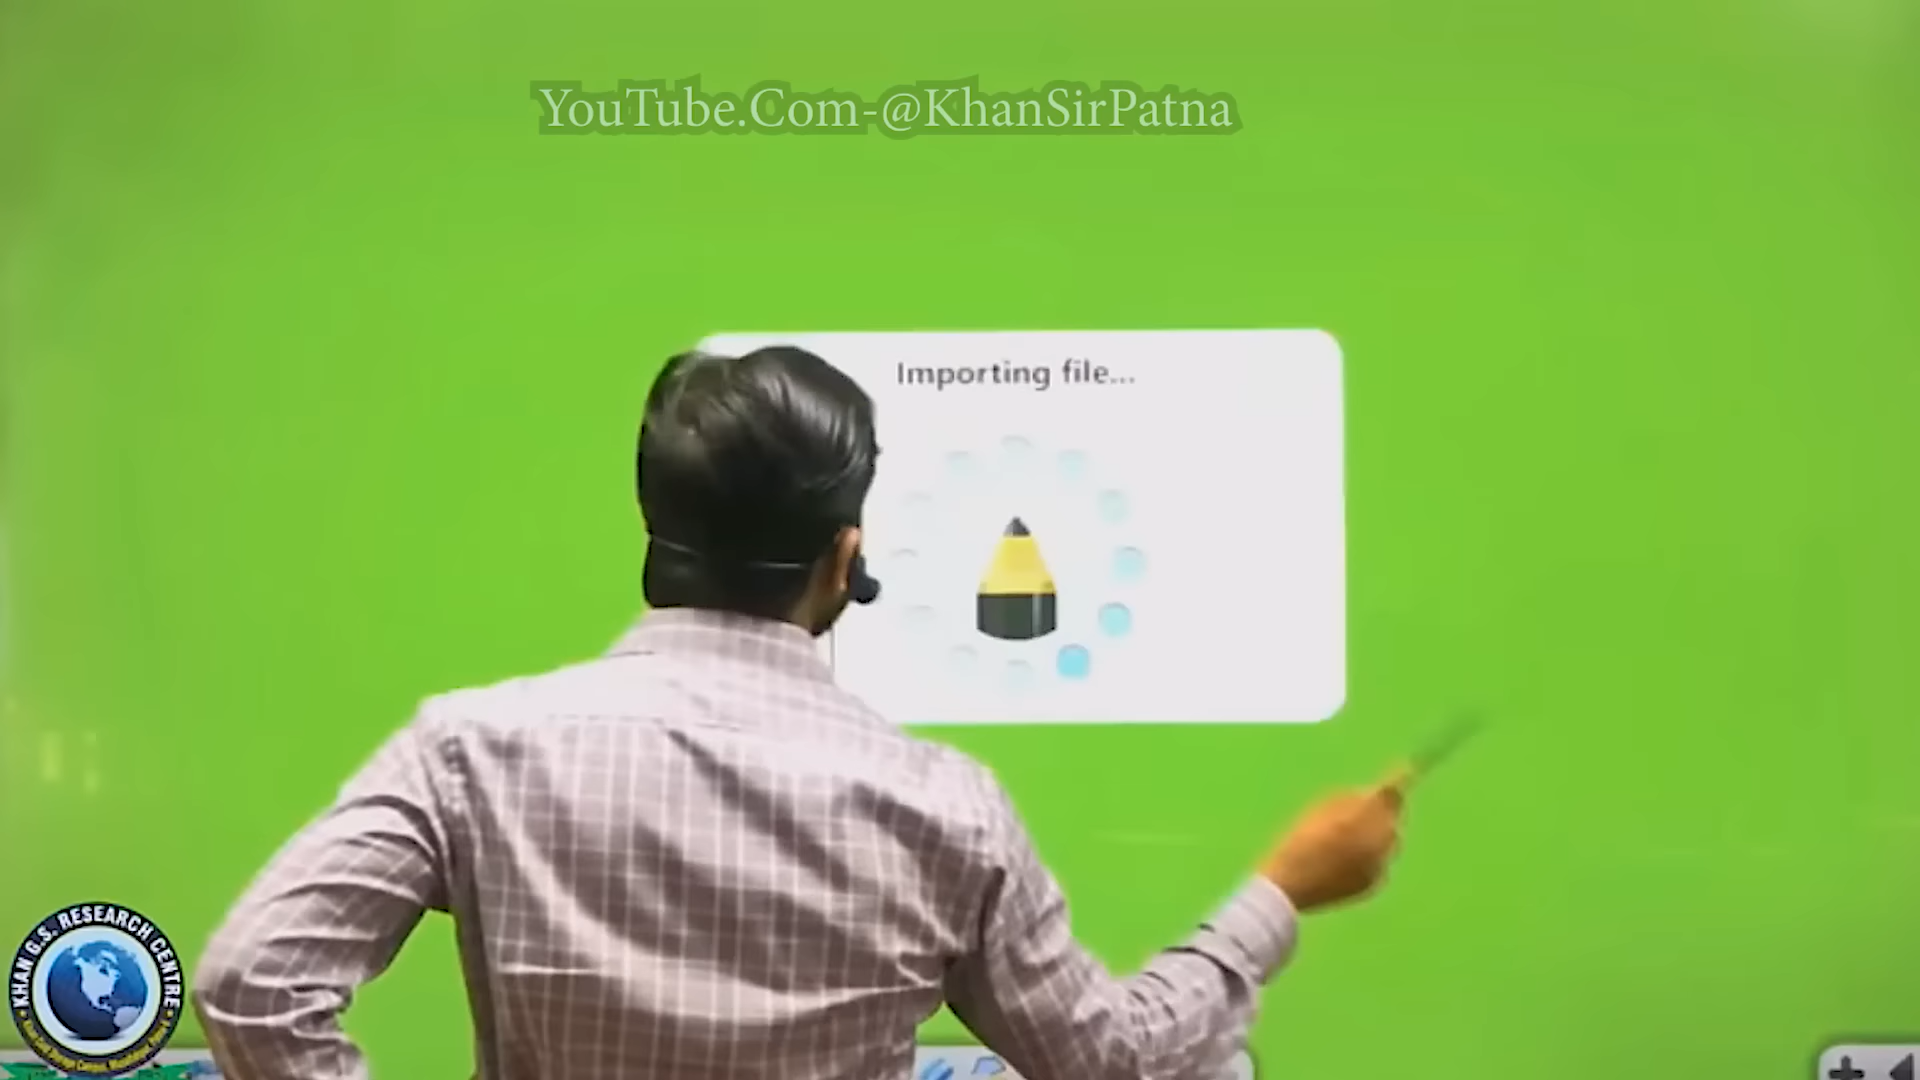 YouTube.Com-@KhanSirPatna
Importing file...
KHAN G.S. RESEARCH CENTRE